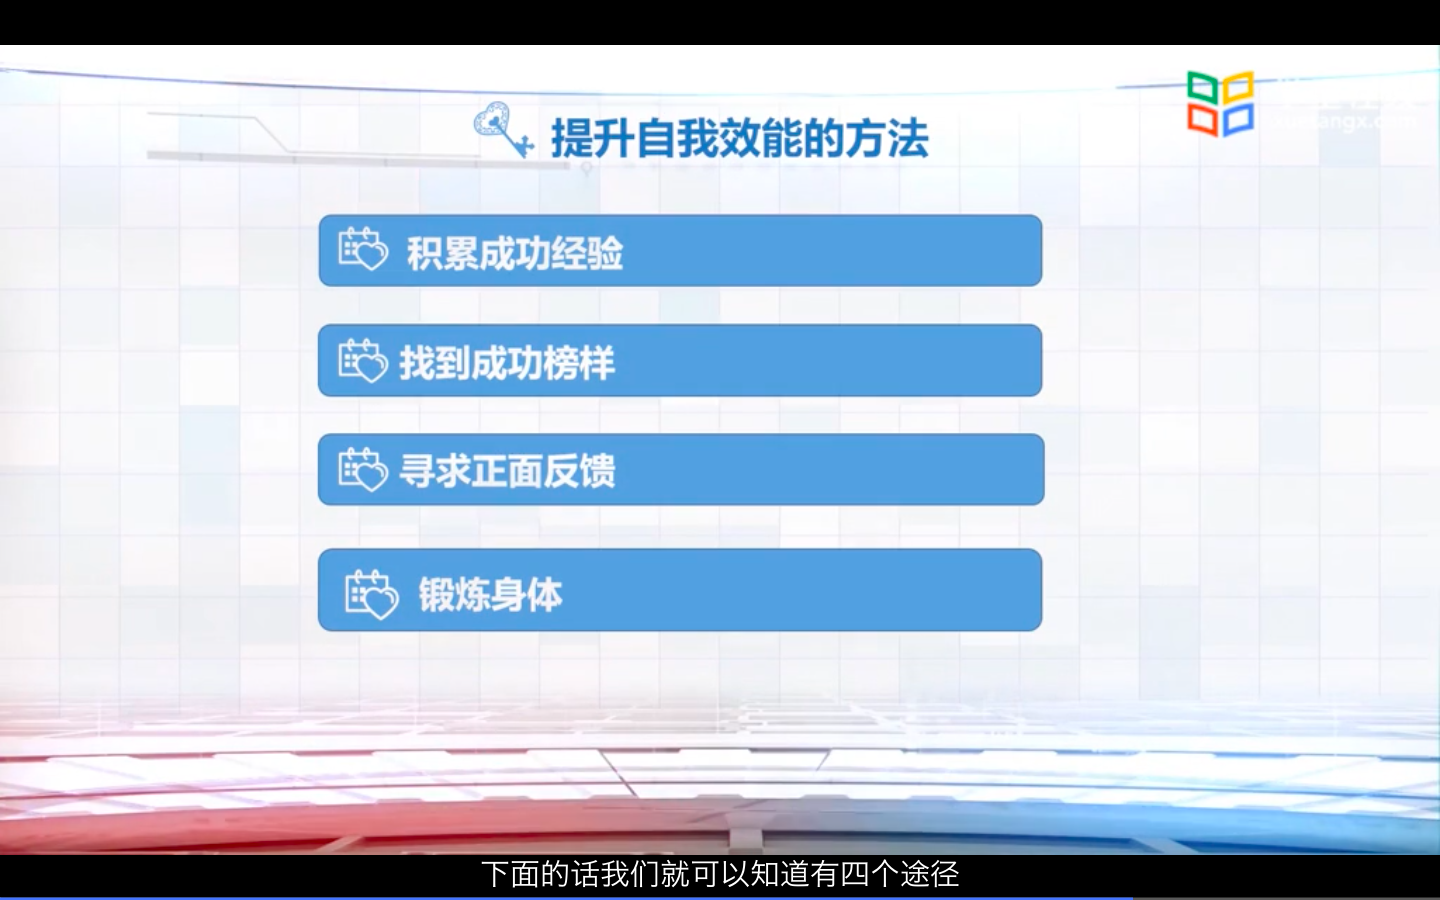 提升自我效能的方法
积累成功经验
找到成功榜样
寻求正面反馈
锻炼身体
下面的话我们就可以知道有四个途径